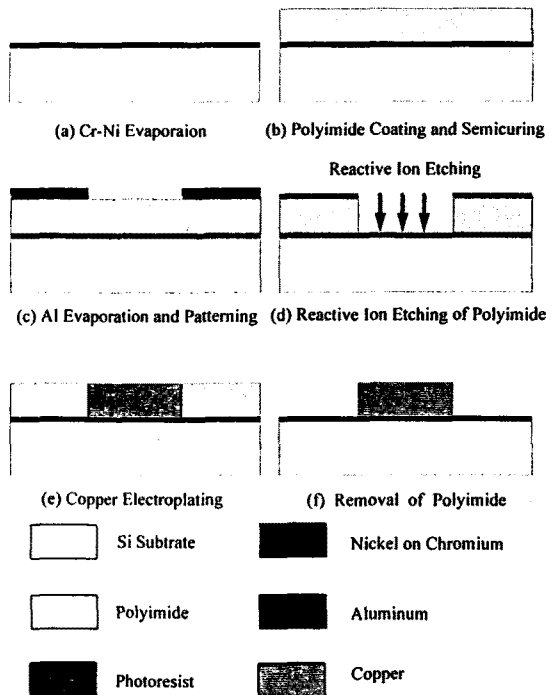 (a) Cr-Ni Evaporaion
(b) Polyimide Coating and Semicuring
Reactive Ion Etching
(c) Al Evaporation and Patterning
(d) Reactive Ion Etching of Polyimide
(e) Copper Electroplating
(f) Removal of Polyimide
Si Subtrate
Nickel on Chromium
Polyimide
Aluminum
Photoresist
Copper